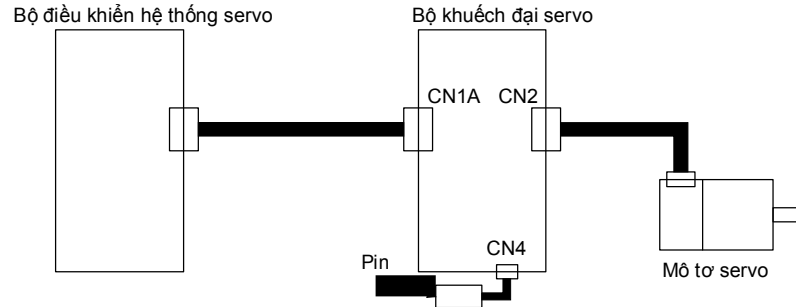 Bộ điều khiển hệ thống servo
Bộ khuếch đại servo
CN1A
CN2
CN4
Pin
Mô tơ servo